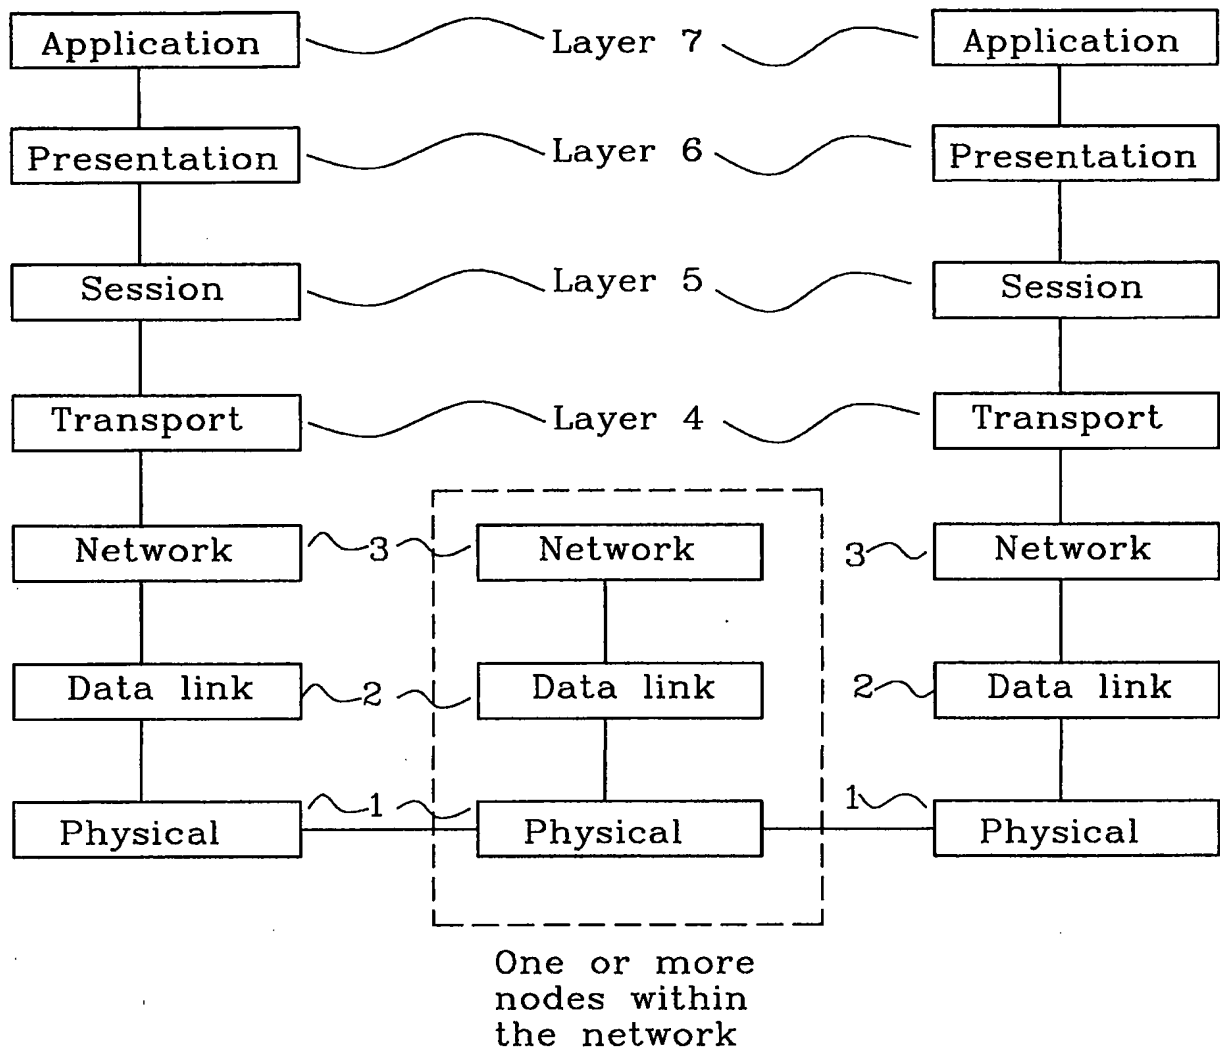 Application Layer 7 Application
Presentation Layer 6 Presentation
Session Layer 5 Session
Transport Layer 4 Transport
Network 3 Network 3 Network
Data link 2 Data link 2 Data link
Physical 1 Physical 1 Physical
One or more
nodes within
the network